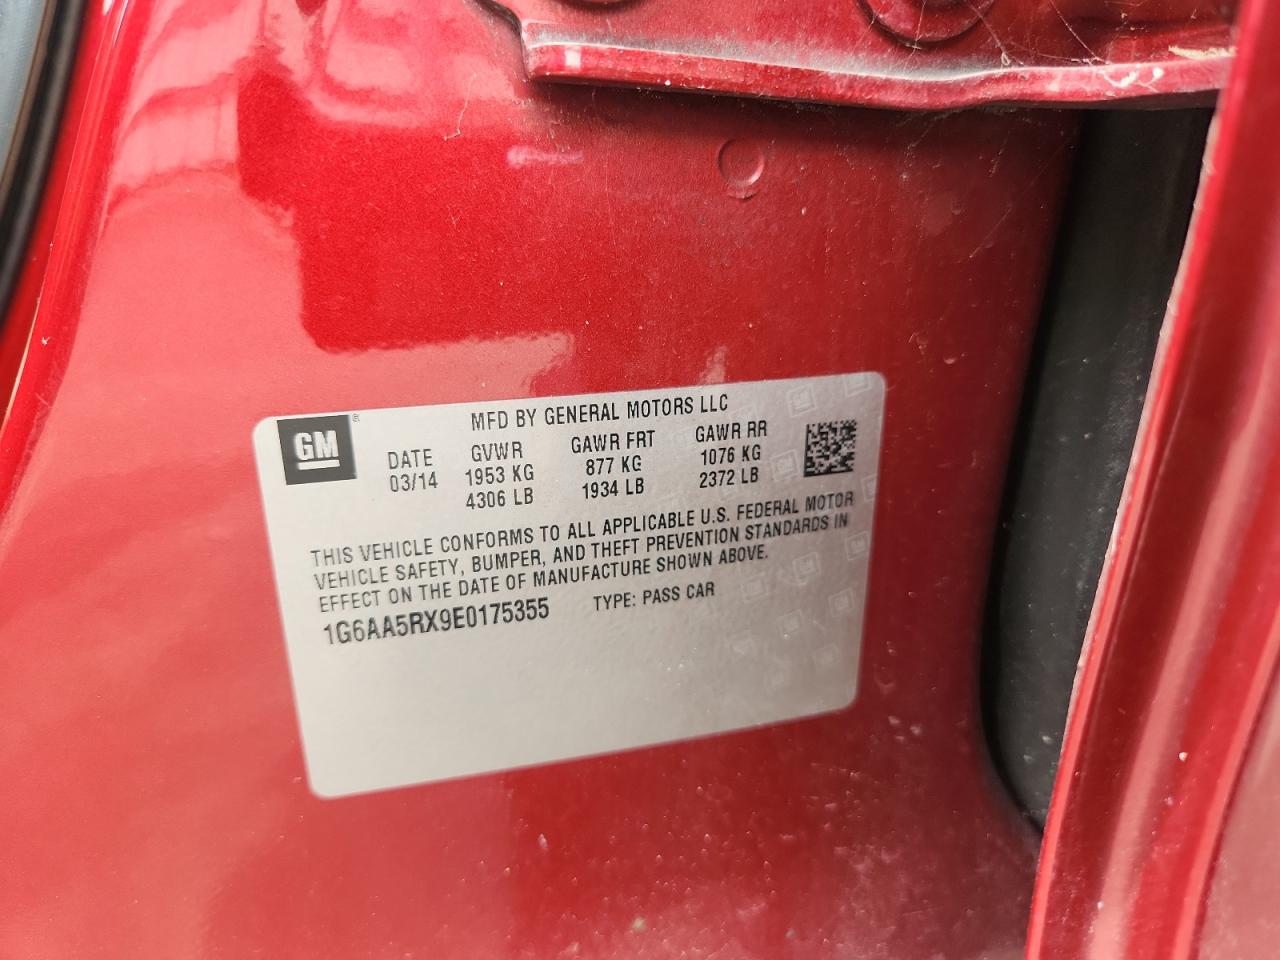 MFD BY GENERAL MOTORS LLC
GM ®
DATE GVWR GAWR FRT GAWR RR
03/14 1953 KG 877 KG 1076 KG
4306 LB 1934 LB 2372 LB
THIS VEHICLE CONFORMS TO ALL APPLICABLE U.S. FEDERAL MOTOR
VEHICLE SAFETY, BUMPER, AND THEFT PREVENTION STANDARDS IN
EFFECT ON THE DATE OF MANUFACTURE SHOWN ABOVE.
1G6AA5RX9E0175355 TYPE: PASS CAR